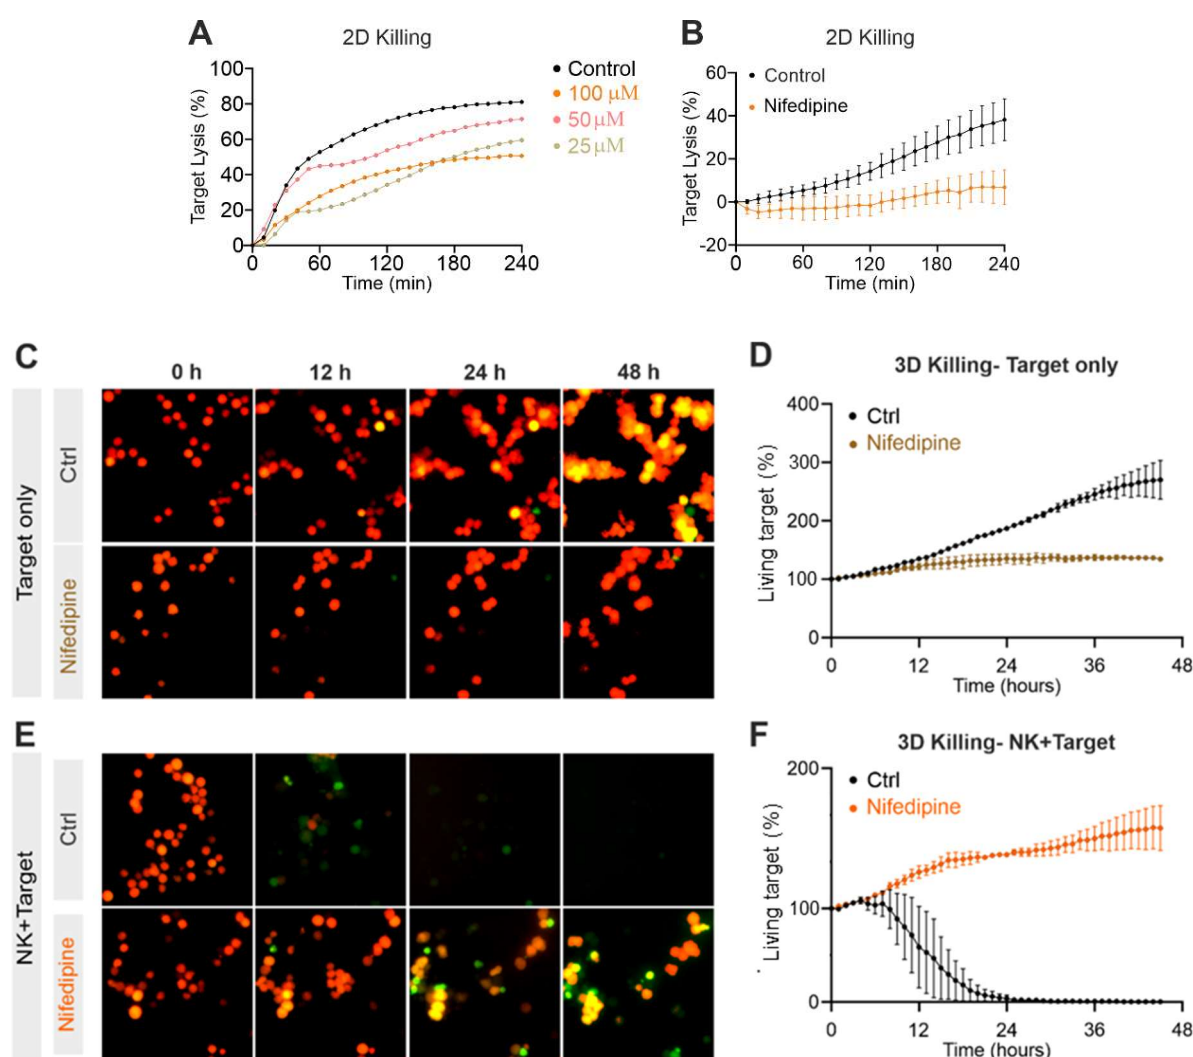 A
2D Killing
Target Lysis (%)
100
80
60
40
20
0
0 60 120 180 240
Time (min)
Control
100 μM
50 μM
25 μM
B
2D Killing
Target Lysis (%)
60
40
20
0
-20
0 60 120 180 240
Time (min)
Control
Nifedipine
C
0 h 12 h 24 h 48 h
Target only
Ctrl
Nifedipine
D
3D Killing- Target only
Living target (%)
400
300
200
100
0
0 12 24 36 48
Time (hours)
Ctrl
Nifedipine
E
NK+Target
Ctrl
Nifedipine
F
3D Killing- NK+Target
Living target (%)
200
100
0
0 12 24 36 48
Time (hours)
Ctrl
Nifedipine